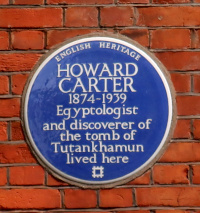 ENGLISH HERITAGE
HOWARD
CARTER
1874-1939
Egyptologist
and discoverer of
the tomb of
Tutankhamun
lived here